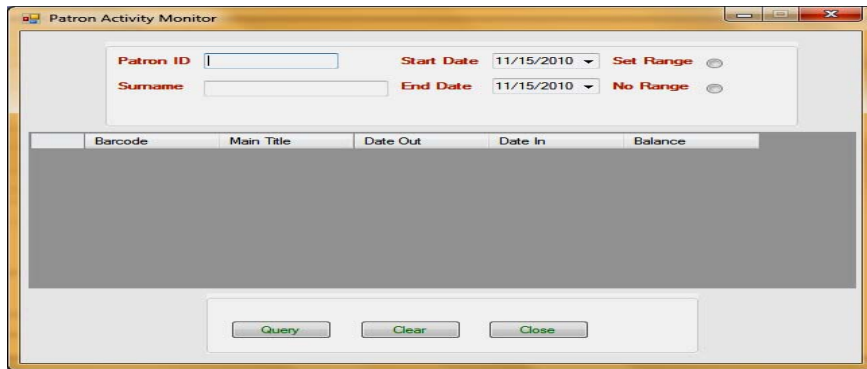 Patron Activity Monitor
Patron ID Start Date 11/15/2010 Set Range
Surname End Date 11/15/2010 No Range
Barcode Main Title Date Out Date In Balance
Query Clear Close